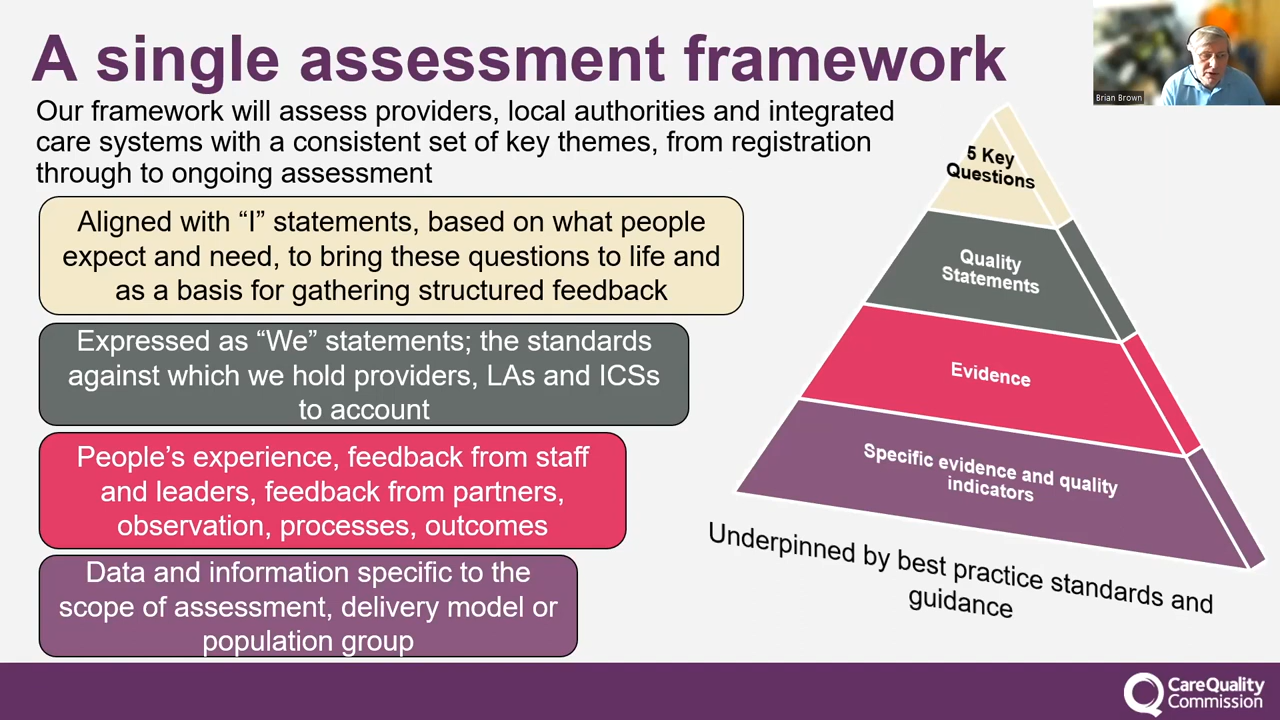 A single assessment framework
Our framework will assess providers, local authorities and integrated
care systems with a consistent set of key themes, from registration
through to ongoing assessment
Aligned with “I” statements, based on what people
expect and need, to bring these questions to life and
as a basis for gathering structured feedback
Expressed as “We” statements; the standards
against which we hold providers, LAs and ICSs
to account
People’s experience, feedback from staff
and leaders, feedback from partners,
observation, processes, outcomes
Data and information specific to the
scope of assessment, delivery model or
population group
Brian Brown
5 Key
Questions
Quality
Statements
Evidence
Specific evidence and quality
indicators
Underpinned by best practice standards and
guidance
CareQuality
Commission